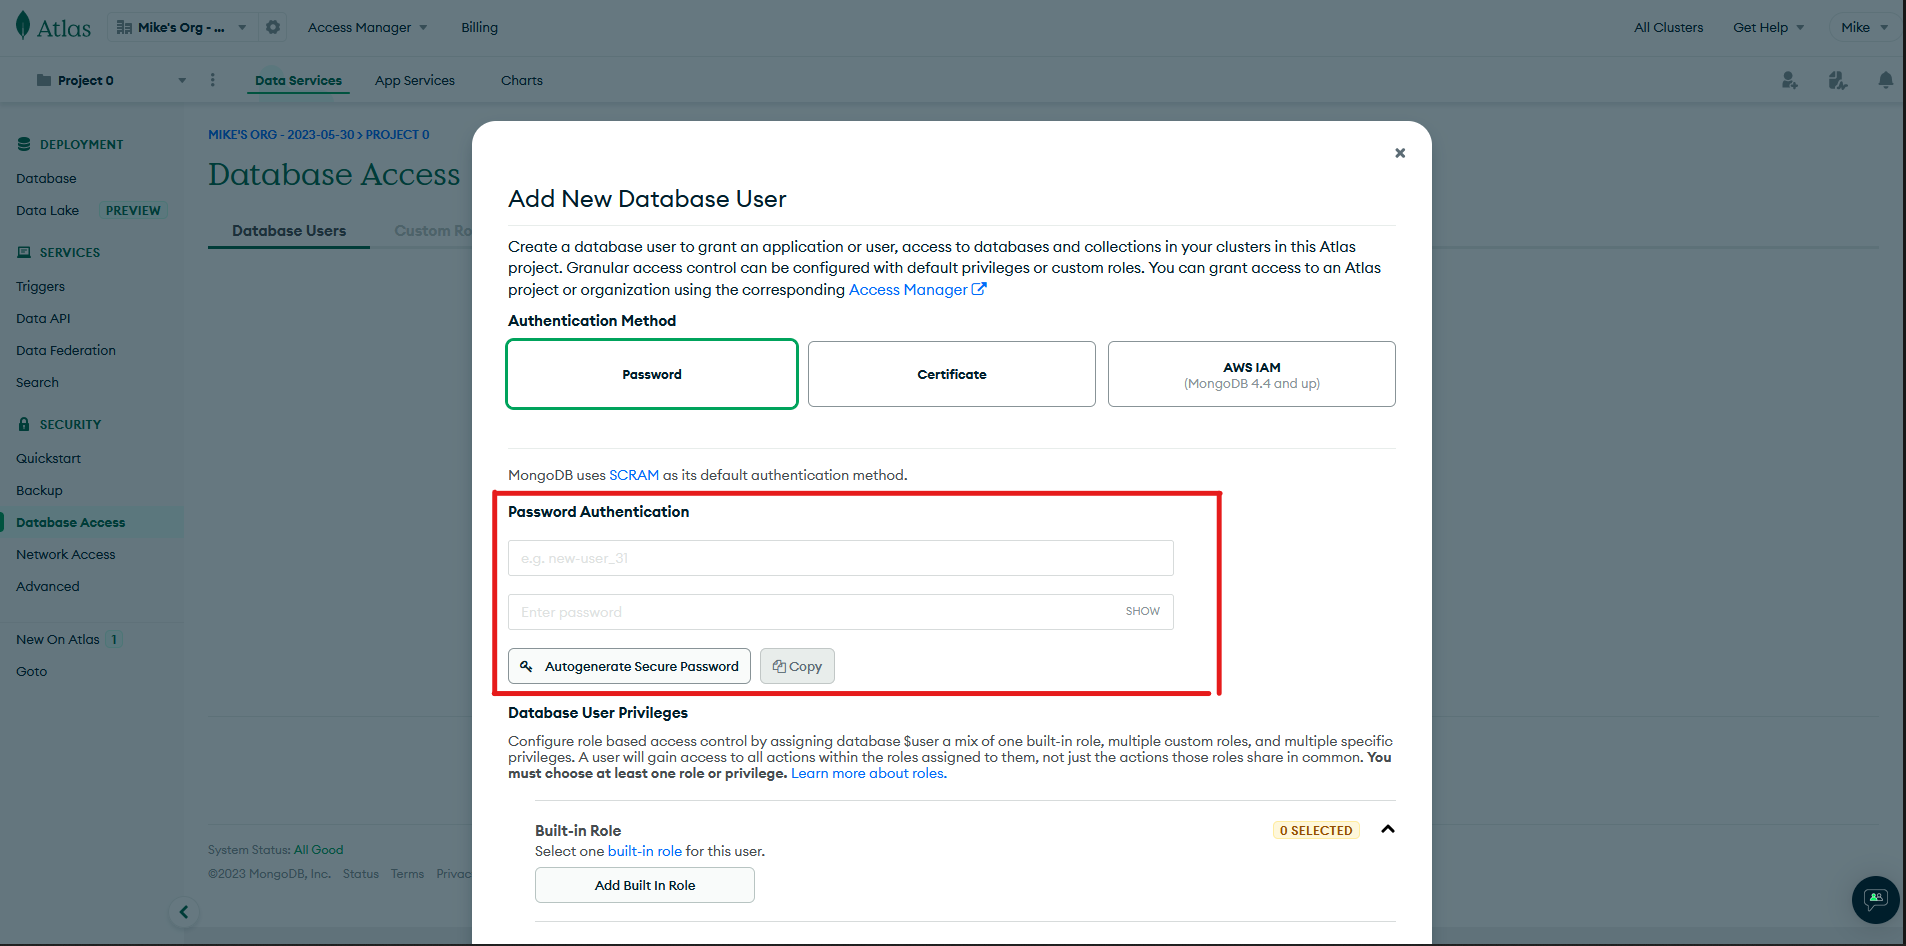 Atlas
Mike's Org - ...
Access Manager
Billing
All Clusters
Get Help
Mike
Project 0
Data Services
App Services
Charts
DEPLOYMENT
Database
Data Lake PREVIEW
SERVICES
Triggers
Data API
Data Federation
Search
SECURITY
Quickstart
Backup
Database Access
Network Access
Advanced
New On Atlas 1
Goto
MIKE'S ORG - 2023-05-30 > PROJECT 0
Database Access
Database Users
Custom Ro
System Status: All Good
©2023 MongoDB, Inc. Status Terms Privac
Add New Database User
Create a database user to grant an application or user, access to databases and collections in your clusters in this Atlas
project. Granular access control can be configured with default privileges or custom roles. You can grant access to an Atlas
project or organization using the corresponding Access Manager
Authentication Method
Password
Certificate
AWS IAM
(MongoDB 4.4 and up)
MongoDB uses SCRAM as its default authentication method.
Password Authentication
e.g. new-user_31
Enter password
SHOW
Autogenerate Secure Password
Copy
Database User Privileges
Configure role based access control by assigning database $user a mix of one built-in role, multiple custom roles, and multiple specific
privileges. A user will gain access to all actions within the roles assigned to them, not just the actions those roles share in common. You
must choose at least one role or privilege. Learn more about roles.
Built-in Role
0 SELECTED
Select one built-in role for this user.
Add Built In Role